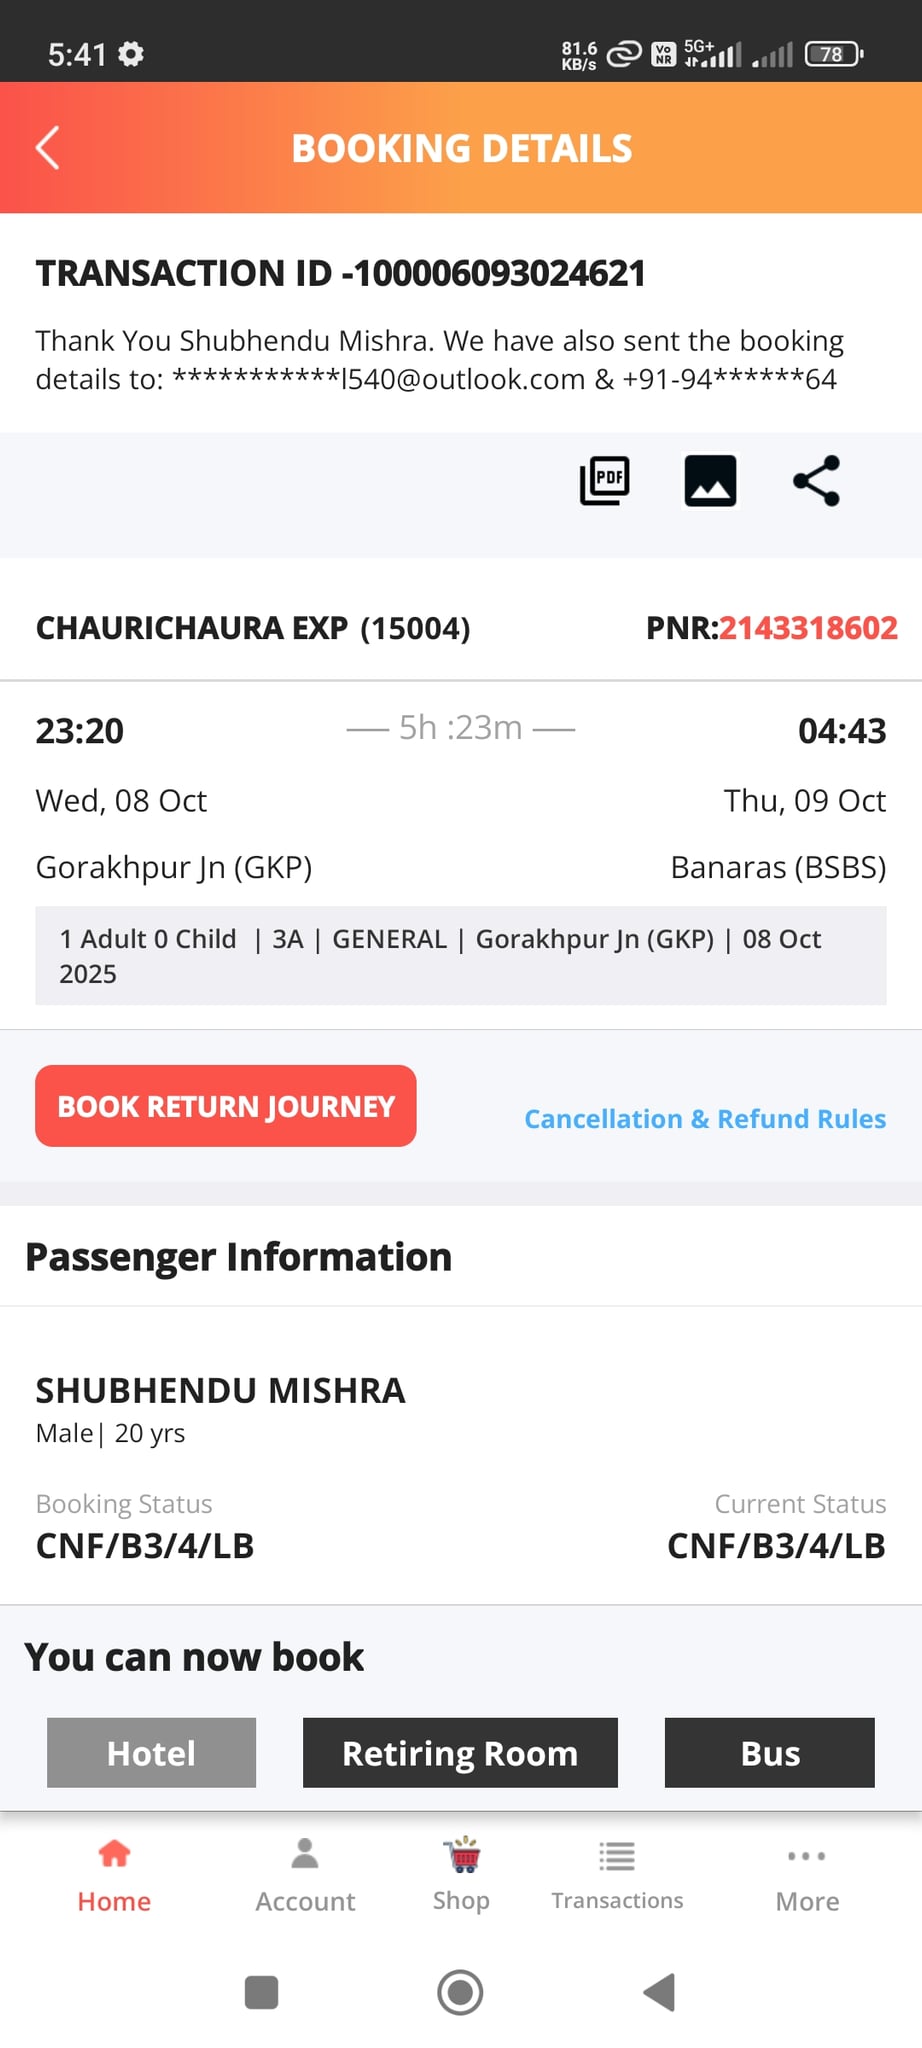 5:41
81.6
KB/s
Vo
NR
5G+
78
BOOKING DETAILS
TRANSACTION ID -100006093024621
Thank You Shubhendu Mishra. We have also sent the booking
details to: ***********l540@outlook.com & +91-94******64
PDF
CHAURICHAURA EXP (15004) PNR:2143318602
23:20 5h :23m 04:43
Wed, 08 Oct Thu, 09 Oct
Gorakhpur Jn (GKP) Banaras (BSBS)
1 Adult 0 Child | 3A | GENERAL | Gorakhpur Jn (GKP) | 08 Oct
2025
BOOK RETURN JOURNEY Cancellation & Refund Rules
Passenger Information
SHUBHENDU MISHRA
Male| 20 yrs
Booking Status Current Status
CNF/B3/4/LB CNF/B3/4/LB
You can now book
Hotel Retiring Room Bus
Home Account Shop Transactions More